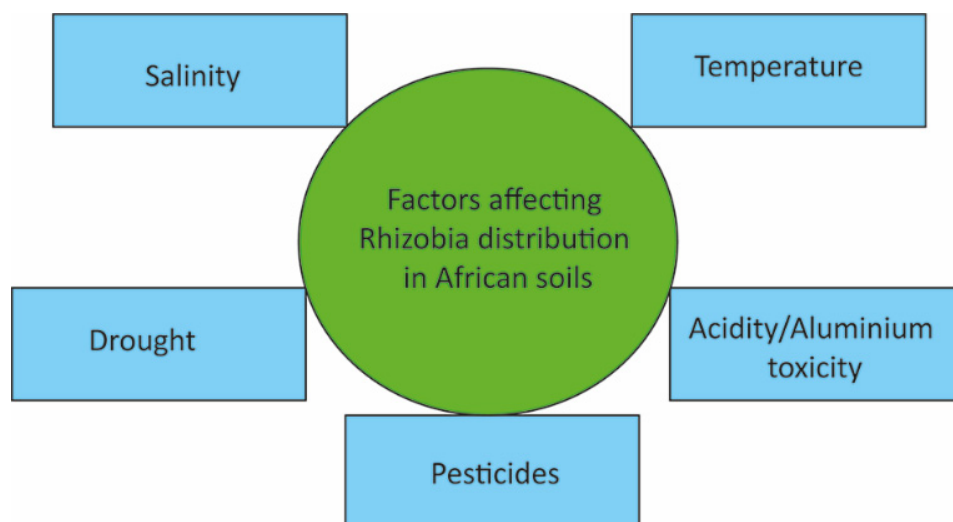 Salinity
Temperature
Factors affecting
Rhizobia distribution
in African soils
Drought
Acidity/Aluminium
toxicity
Pesticides